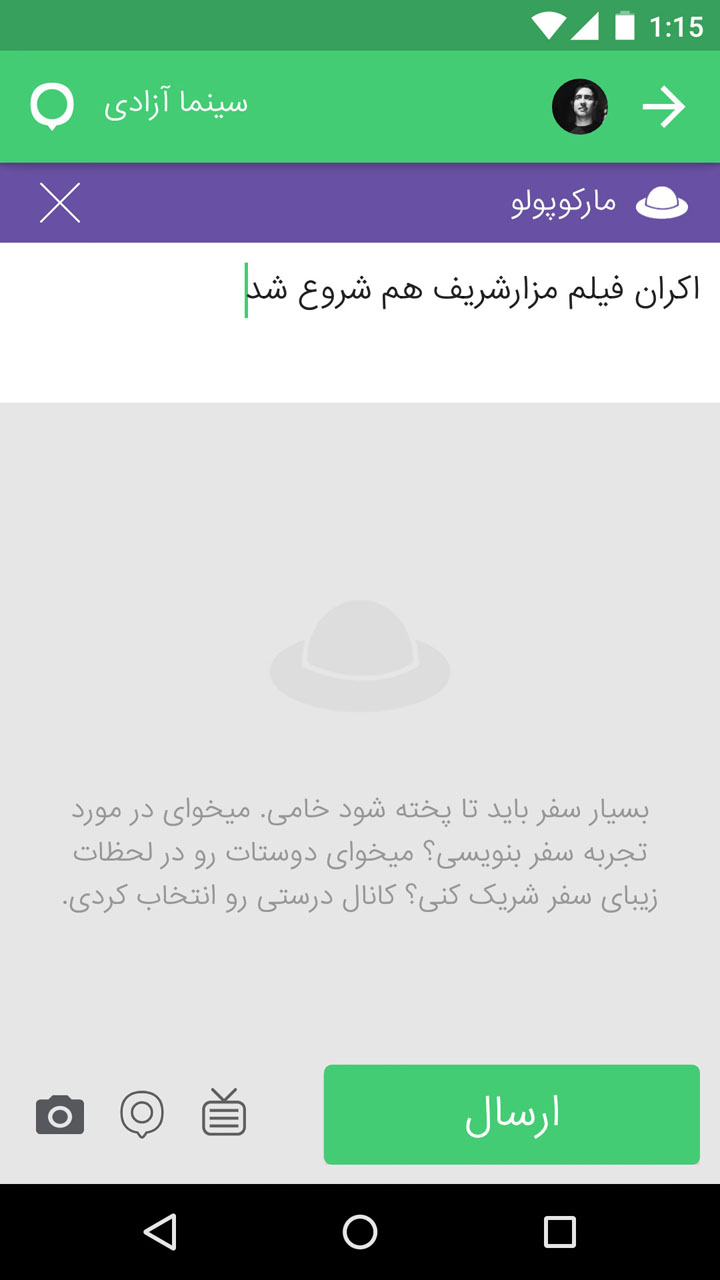 1:15
سینما آزادی
مارکوپولو
اکران فیلم مزارشریف هم شروع شد
بسیار سفر باید تا پخته شود خامی. میخوای در مورد
تجربه سفر بنویسی؟ میخوای دوستات رو در لحظات
زیبای سفر شریک کنی؟ کانال درستی رو انتخاب کردی.
ارسال